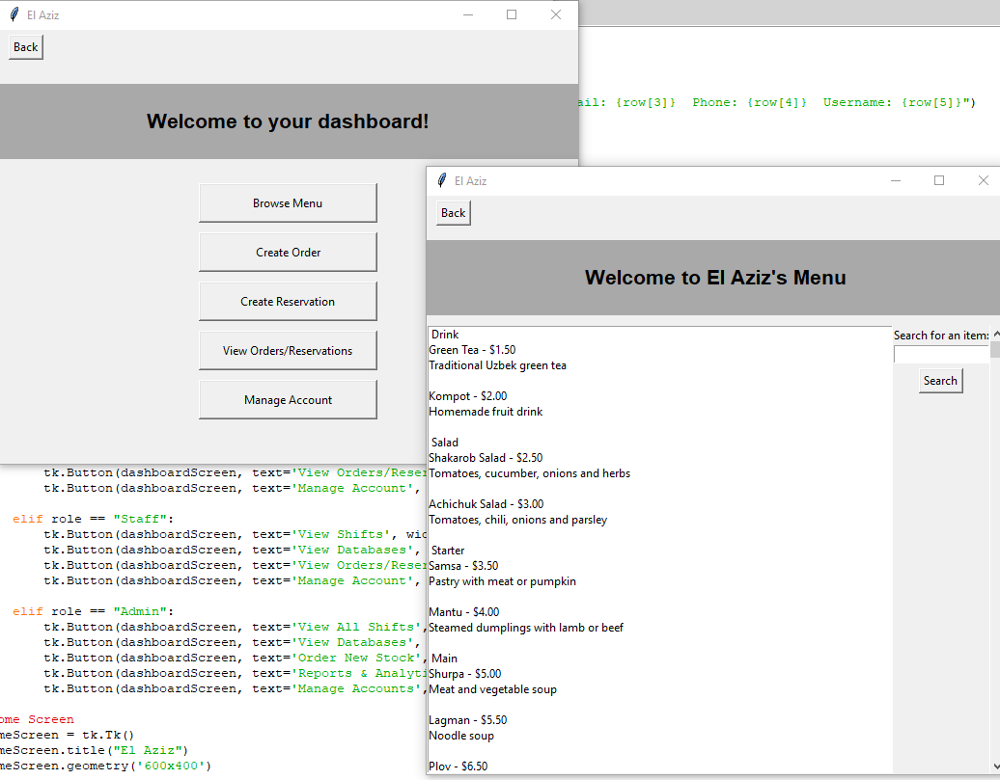 El Aziz
Back
Welcome to your dashboard!
Browse Menu
Create Order
Create Reservation
View Orders/Reservations
Manage Account
{row[3]}  Phone: {row[4]}  Username: {row[5]}")
El Aziz
Back
Welcome to El Aziz's Menu
Drink
Green Tea - $1.50
Traditional Uzbek green tea
Kompot - $2.00
Homemade fruit drink
Salad
Shakarob Salad - $2.50
Tomatoes, cucumber, onions and herbs
Achichuk Salad - $3.00
Tomatoes, chili, onions and parsley
Starter
Samsa - $3.50
Pastry with meat or pumpkin
Mantu - $4.00
Steamed dumplings with lamb or beef
Main
Shurpa - $5.00
Meat and vegetable soup
Lagman - $5.50
Noodle soup
Plov - $6.50
Search for an item:
Search
tk.Button(dashboardScreen, text='View
tk.Button(dashboardScreen, text='Manage Account',
elif role == "Staff":
tk.Button(dashboardScreen, text='View Shifts',
tk.Button(dashboardScreen, text='View Databases',
tk.Button(dashboardScreen, text='View
tk.Button(dashboardScreen, text='Manage Account',
elif role == "Admin":
tk.Button(dashboardScreen, text='View All Shifts',
tk.Button(dashboardScreen, text='View Databases',
tk.Button(dashboardScreen, text='Order New Stock',
tk.Button(dashboardScreen, text='Reports &
tk.Button(dashboardScreen, text='Manage Accounts',
Screen
= tk.Tk()
meScreen.title("El Aziz")
meScreen.geometry('600x400')